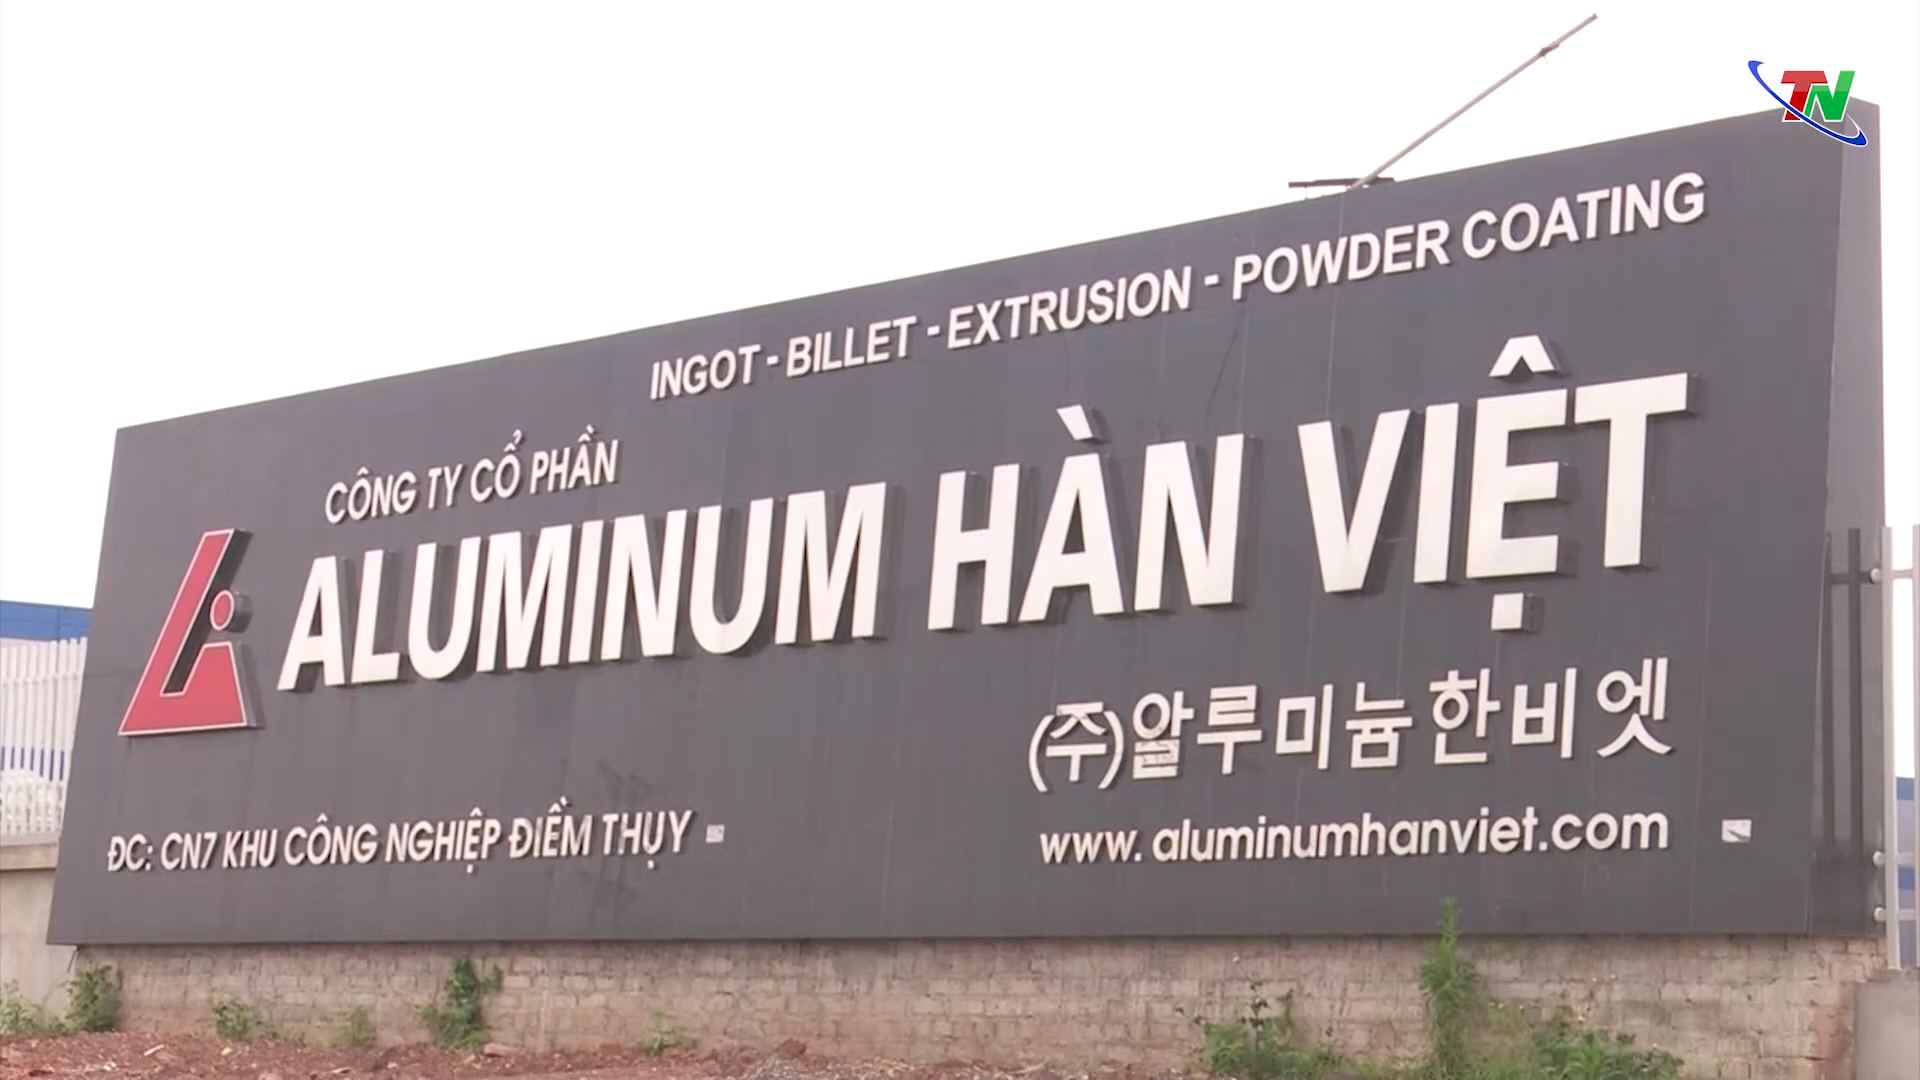 TN
INGOT - BILLET - EXTRUSION - POWDER COATING
CÔNG TY CỔ PHẦN
ALUMINUM HÀN VIỆT
(주)알루미늄한비엣
ĐC: CN7 KHU CÔNG NGHIỆP ĐIỀM THỤY
www. aluminumhanviet.com